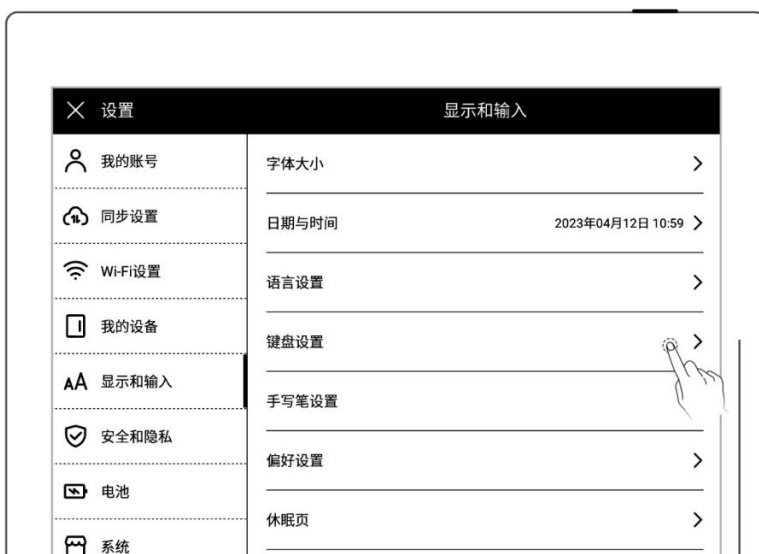 设置
显示和输入
我的账号
同步设置
Wi-Fi设置
我的设备
AA 显示和输入
安全和隐私
电池
系统
字体大小
日期与时间 2023年04月12日 10:59
语言设置
键盘设置
手写笔设置
偏好设置
休眠页